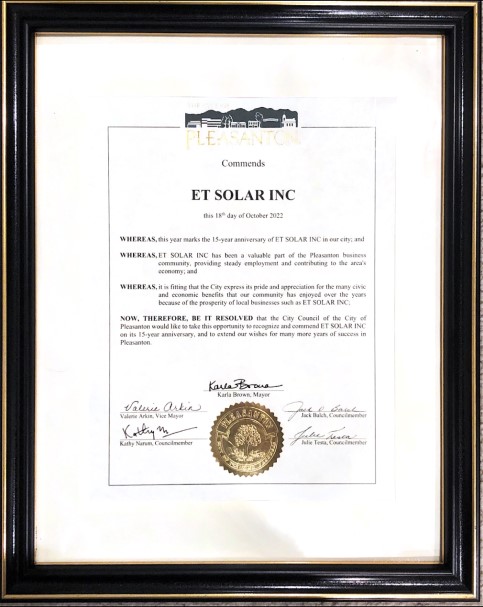 PLEASANTON
Commends
ET SOLAR INC
this 18th day of October 2022
WHEREAS, this year marks the 15-year anniversary of ET SOLAR INC in our city; and
WHEREAS, ET SOLAR INC has been a valuable part of the Pleasanton business
community, providing steady employment and contributing to the area's
economy; and
WHEREAS, it is fitting that the City express its pride and appreciation for the many civic
and economic benefits that our community has enjoyed over the years
because of the prosperity of local businesses such as ET SOLAR INC;
NOW, THEREFORE, BE IT RESOLVED that the City Council of the City of
Pleasanton would like to take this opportunity to recognize and commend ET SOLAR INC
on its 15-year anniversary, and to extend our wishes for many more years of success in
Pleasanton.
Karla Brown
Karla Brown, Mayor
Valerie Arkin
Valerie Arkin, Vice Mayor
Jack Balch, Councilmember
Kathy N
Kathy Narum, Councilmember
PLEASANTON
Julie Testa
Julie Testa, Councilmember